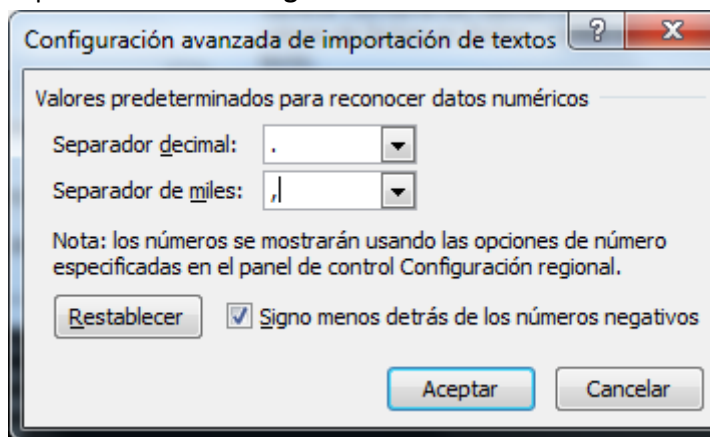 Configuración avanzada de importación de textos
Valores predeterminados para reconocer datos numéricos
Separador decimal: .
Separador de miles: ,
Nota: los números se mostrarán usando las opciones de número
especificadas en el panel de control Configuración regional.
Restablecer Signo menos detrás de los números negativos
Aceptar Cancelar